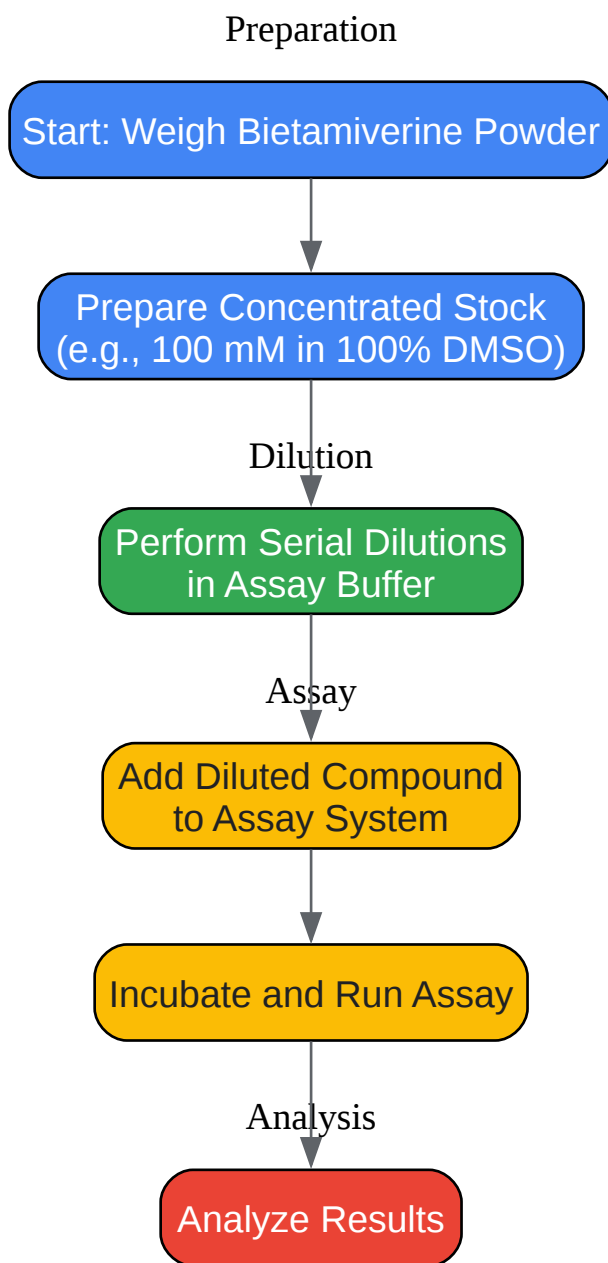 Preparation
Start: Weigh Bietamiverine Powder
Prepare Concentrated Stock
(e.g., 100 mM in 100% DMSO)
Dilution
Perform Serial Dilutions
in Assay Buffer
Assay
Add Diluted Compound
to Assay System
Incubate and Run Assay
Analysis
Analyze Results